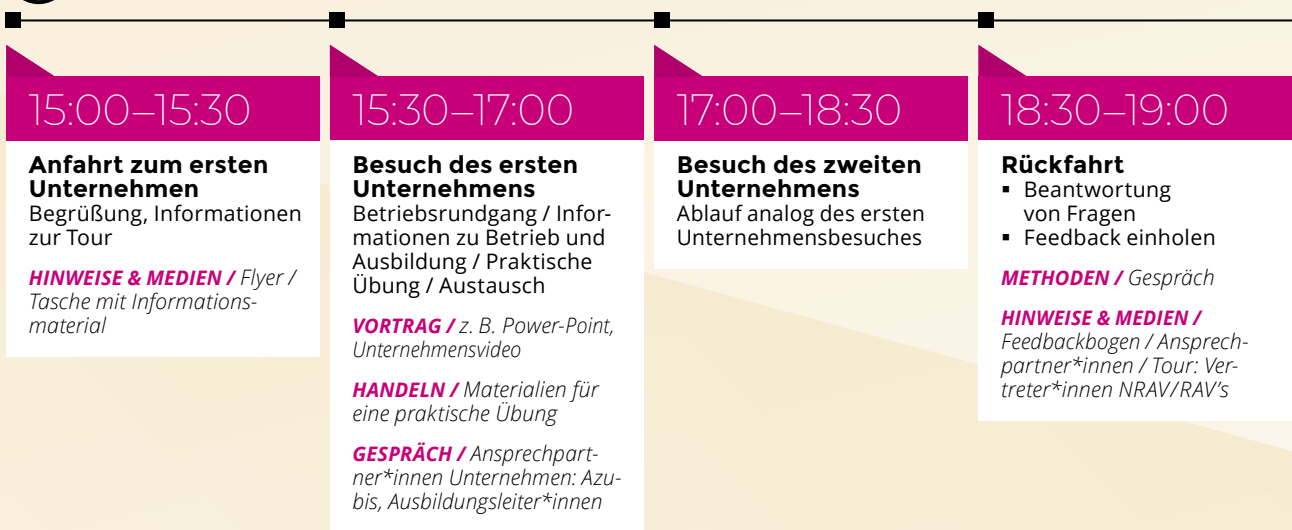 15:00–15:30
Anfahrt zum ersten
Unternehmen
Begrüßung, Informationen
zur Tour
HINWEISE & MEDIEN / Flyer /
Tasche mit Informations-
material
15:30–17:00
Besuch des ersten
Unternehmens
Betriebsrundgang / Infor-
mationen zu Betrieb und
Ausbildung / Praktische
Übung / Austausch
VORTRAG / z. B. Power-Point,
Unternehmensvideo
HANDELN / Materialien für
eine praktische Übung
GESPRÄCH / Ansprechpart-
ner*innen Unternehmen: Azu-
bis, Ausbildungsleiter*innen
17:00–18:30
Besuch des zweiten
Unternehmens
Ablauf analog des ersten
Unternehmensbesuches
18:30–19:00
Rückfahrt
▪ Beantwortung
von Fragen
▪ Feedback einholen
METHODEN / Gespräch
HINWEISE & MEDIEN /
Feedbackbogen / Ansprech-
partner*innen / Tour: Ver-
treter*innen NRAV/RAV’s